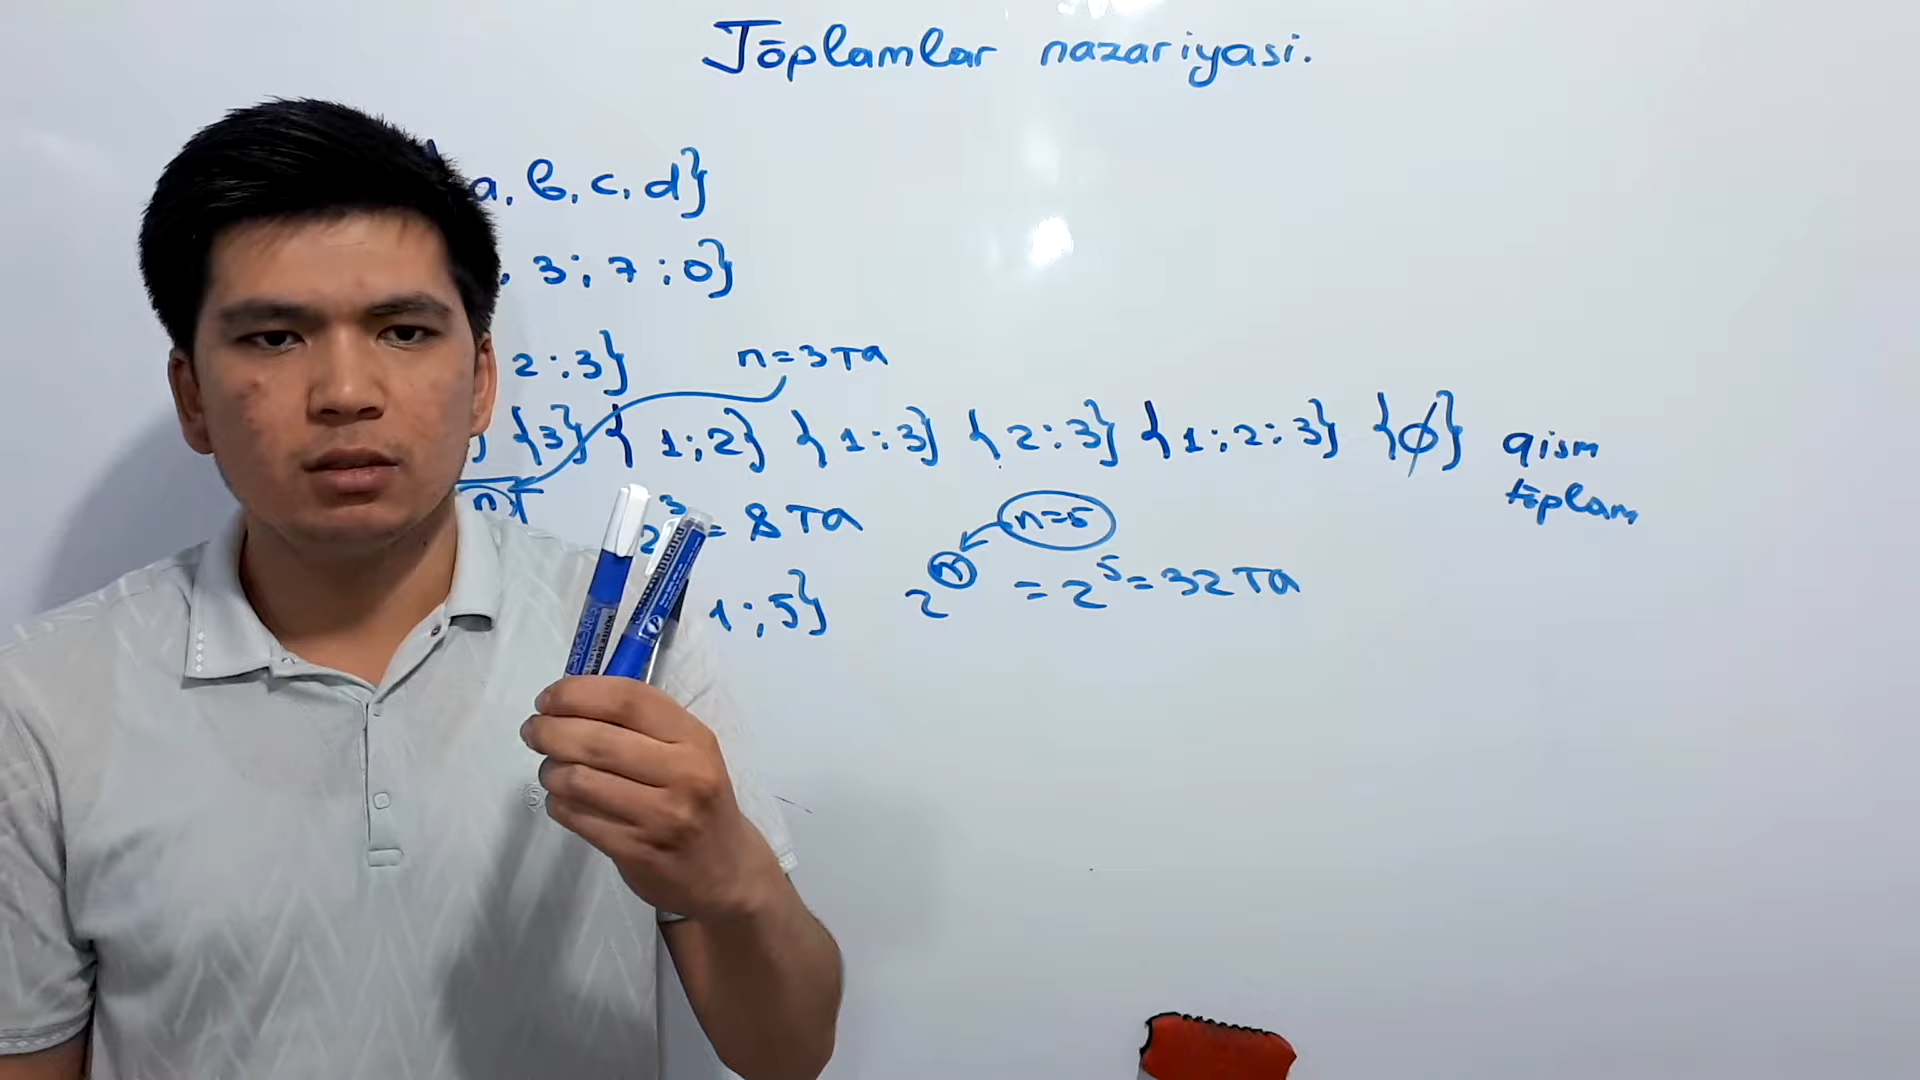 Tōplamlar nazariyasi.
a, b, c, d}
, 3 ; 7 ; 0}
2 ; 3} n=3 ta
} {3} { 1 ; 2} { 1 ; 3} { 2 ; 3} { 1 ; 2 ; 3} {∅} qism
tōplam
n 2³ = 8 ta n=5
1 ; 5} 2ⁿ = 2⁵ = 32 ta